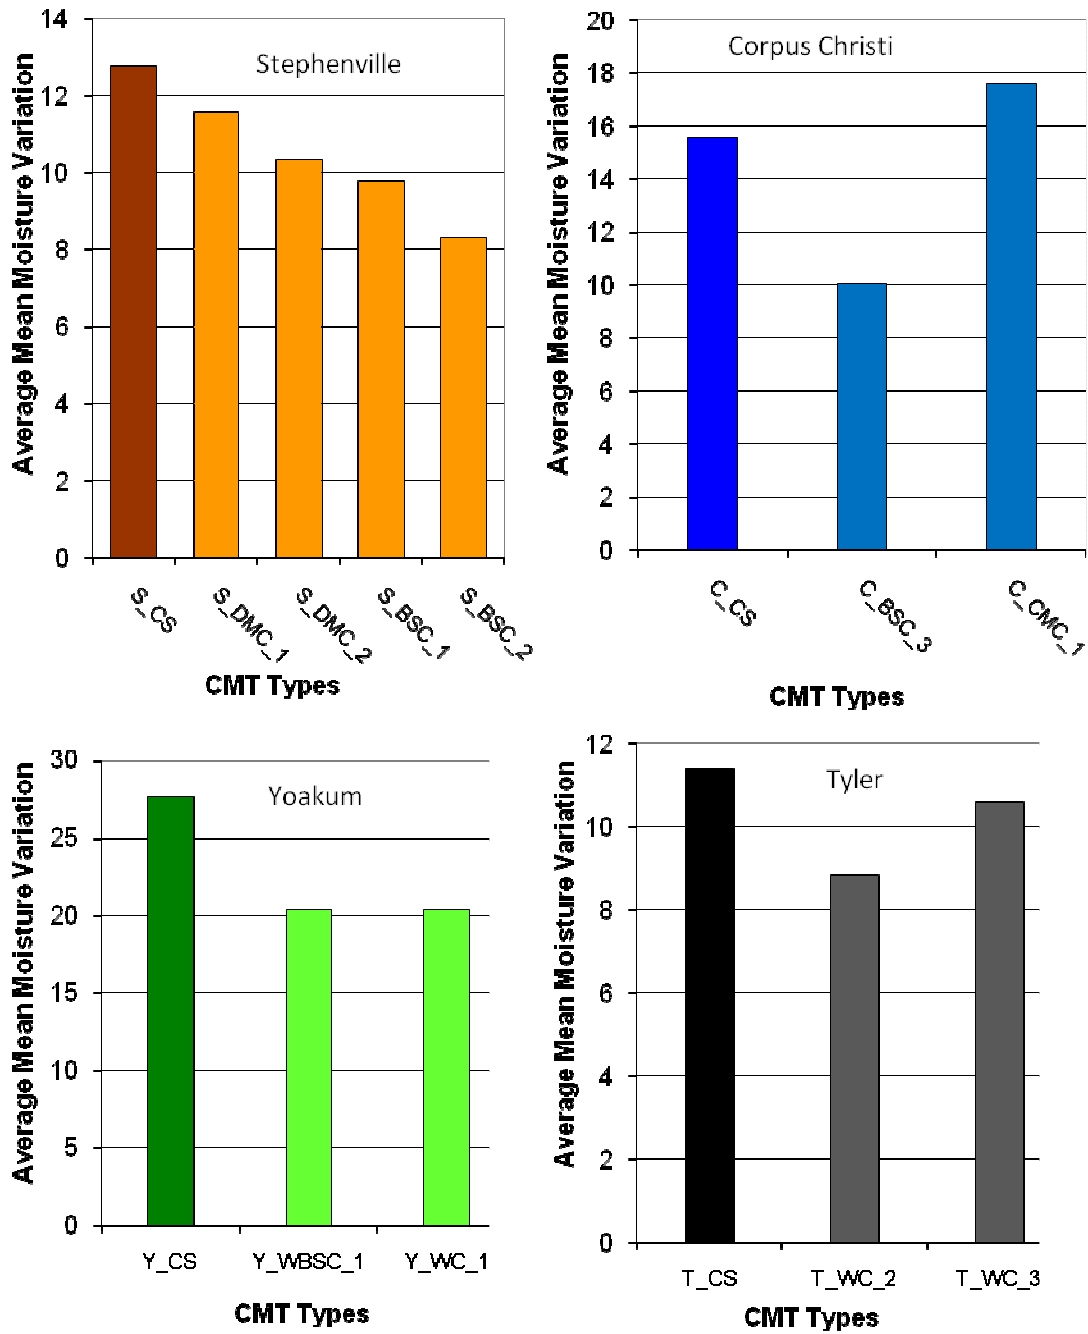 Stephenville
Average Mean Moisture Variation
14
12
10
8
6
4
2
0
S_CS
S_DMC_1
S_DMC_2
S_BSC_1
S_BSC_2
CMT Types
Corpus Christi
Average Mean Moisture Variation
20
18
16
14
12
10
8
6
4
2
0
C_CS
C_BSC_3
C_CMC_1
CMT Types
Yoakum
Average Mean Moisture Variation
30
25
20
15
10
5
0
Y_CS
Y_WBSC_1
Y_WC_1
CMT Types
Tyler
Average Mean Moisture Variation
12
10
8
6
4
2
0
T_CS
T_WC_2
T_WC_3
CMT Types